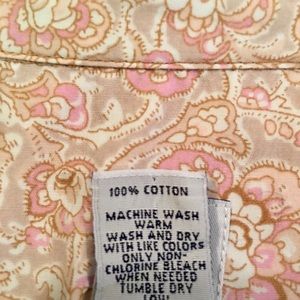 100% COTTON
MACHINE WASH
WARM
WASH AND DRY
WITH LIKE COLORS
ONLY NON-
CHLORINE BLEACH
WHEN NEEDED
TUMBLE DRY
LOW